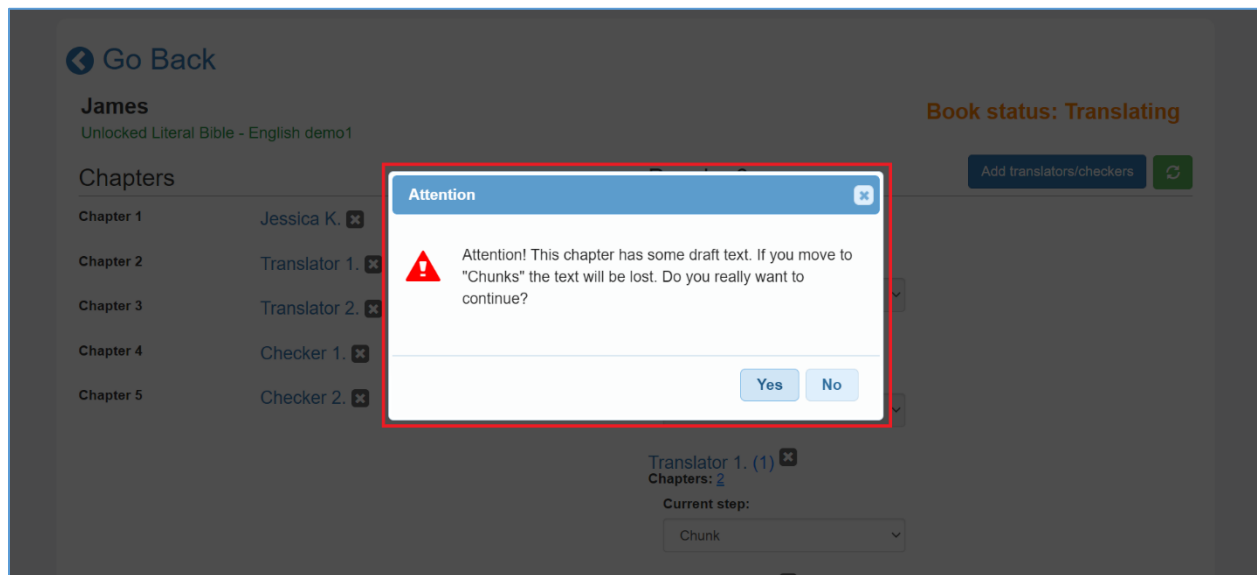 Go Back
James
Book status: Translating
Unlocked Literal Bible - English demo1
Chapters
Add translators/checkers
Chapter 1 Jessica K.
Chapter 2 Translator 1.
Chapter 3 Translator 2.
Chapter 4 Checker 1.
Chapter 5 Checker 2.
Attention
Attention! This chapter has some draft text. If you move to
"Chunks" the text will be lost. Do you really want to
continue?
Yes No
Translator 1. (1)
Chapters: 2
Current step:
Chunk